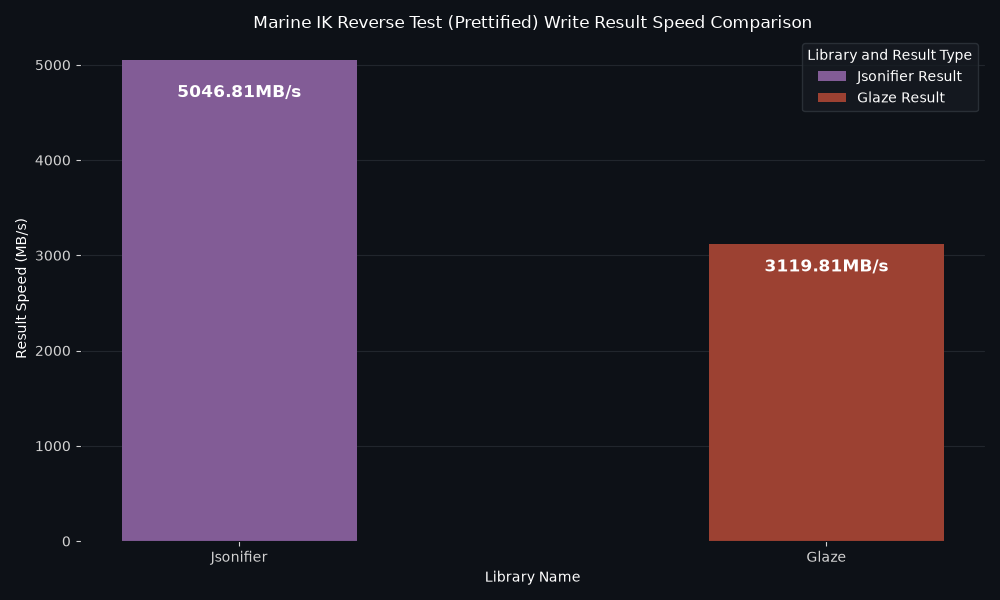 Marine IK Reverse Test (Prettified) Write Result Speed Comparison
Library and Result Type
Jsonifier Result
Glaze Result
5046.81MB/s
3119.81MB/s
Result Speed (MB/s)
5000
4000
3000
2000
1000
0
Jsonifier
Glaze
Library Name